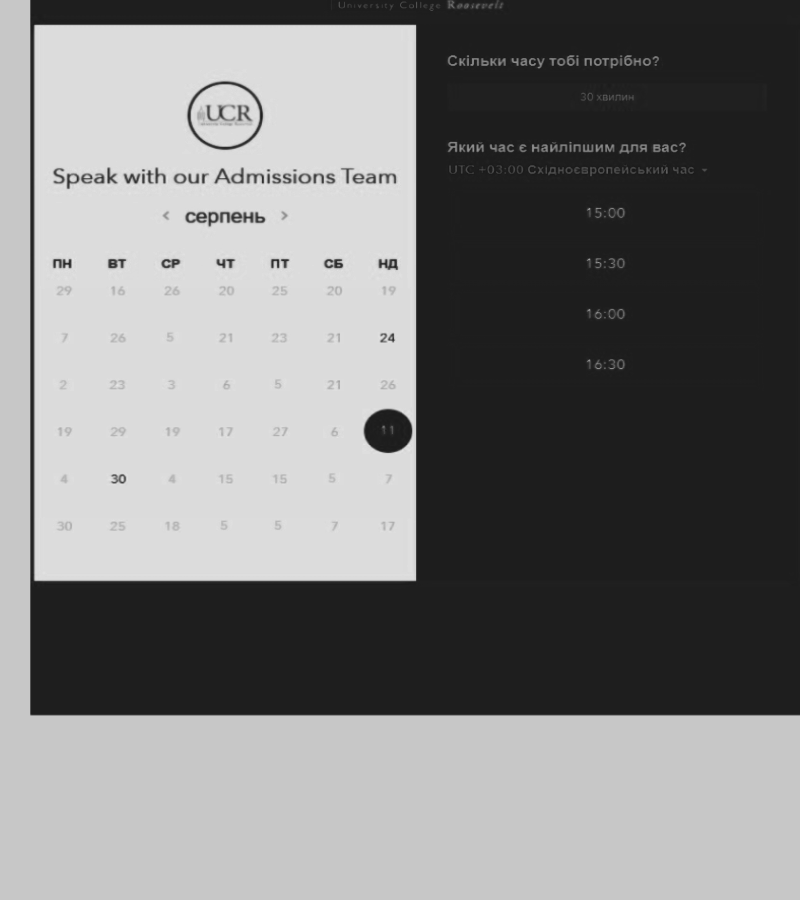 University College Roosevelt
UCR
Speak with our Admissions Team
< серпень >
ПН ВТ СР ЧТ ПТ СБ НД
29 16 26 20 25 20 19
7 26 5 21 23 21 24
2 23 3 6 5 21 26
19 29 19 17 27 6 11
4 30 4 15 15 5 7
30 25 18 5 5 7 17
Скільки часу тобі потрібно?
30 хвилин
Який час є найліпшим для вас?
UTC +03:00 Східноєвропейський час
15:00
15:30
16:00
16:30